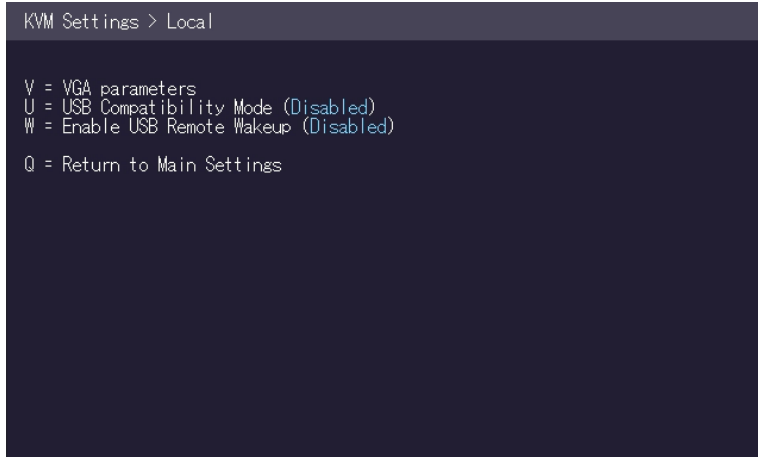 KVM Settings > Local
V = VGA parameters
U = USB Compatibility Mode (Disabled)
W = Enable USB Remote Wakeup (Disabled)
Q = Return to Main Settings